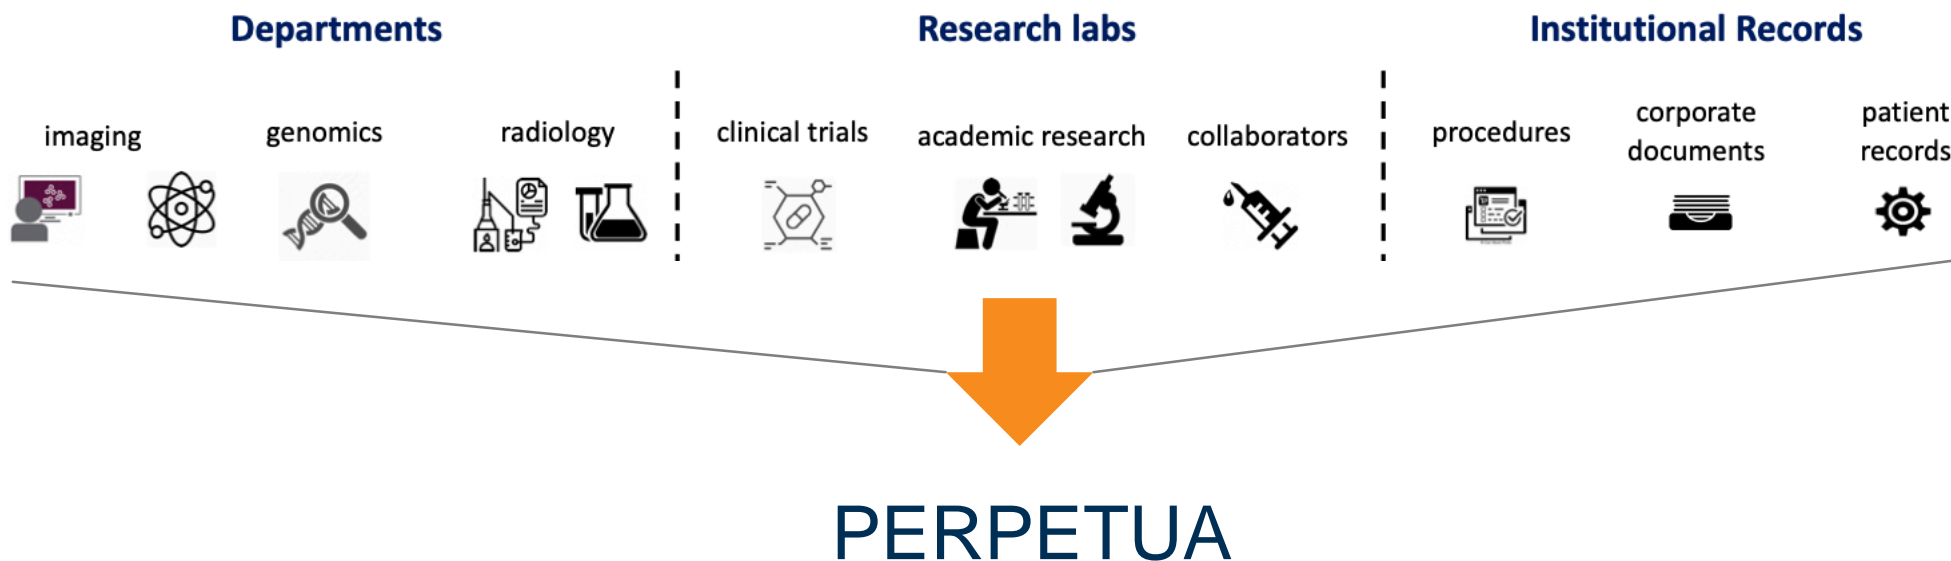 Departments
Research labs
Institutional Records
imaging
genomics
radiology
clinical trials
academic research
collaborators
procedures
corporate
documents
patient
records
PERPETUA